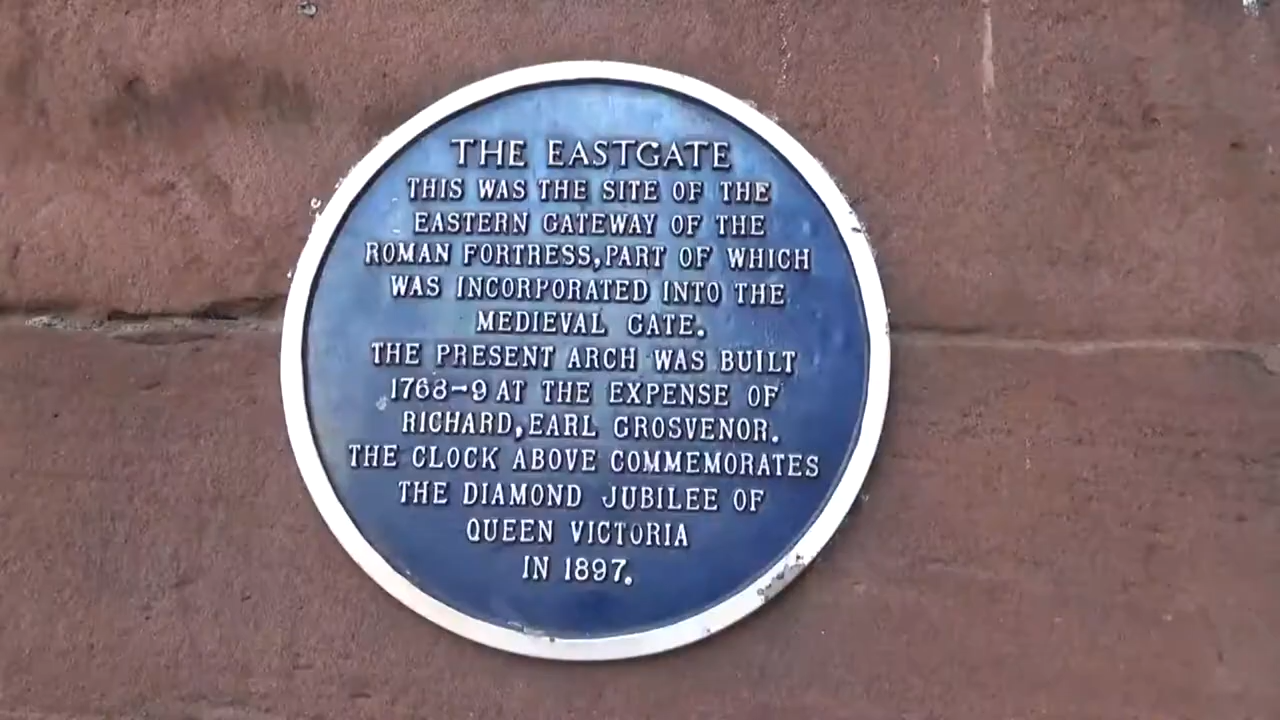 THE EASTGATE
THIS WAS THE SITE OF THE
EASTERN GATEWAY OF THE
ROMAN FORTRESS, PART OF WHICH
WAS INCORPORATED INTO THE
MEDIEVAL GATE.
THE PRESENT ARCH WAS BUILT
1768-9 AT THE EXPENSE OF
RICHARD, EARL GROSVENOR.
THE CLOCK ABOVE COMMEMORATES
THE DIAMOND JUBILEE OF
QUEEN VICTORIA
IN 1897.